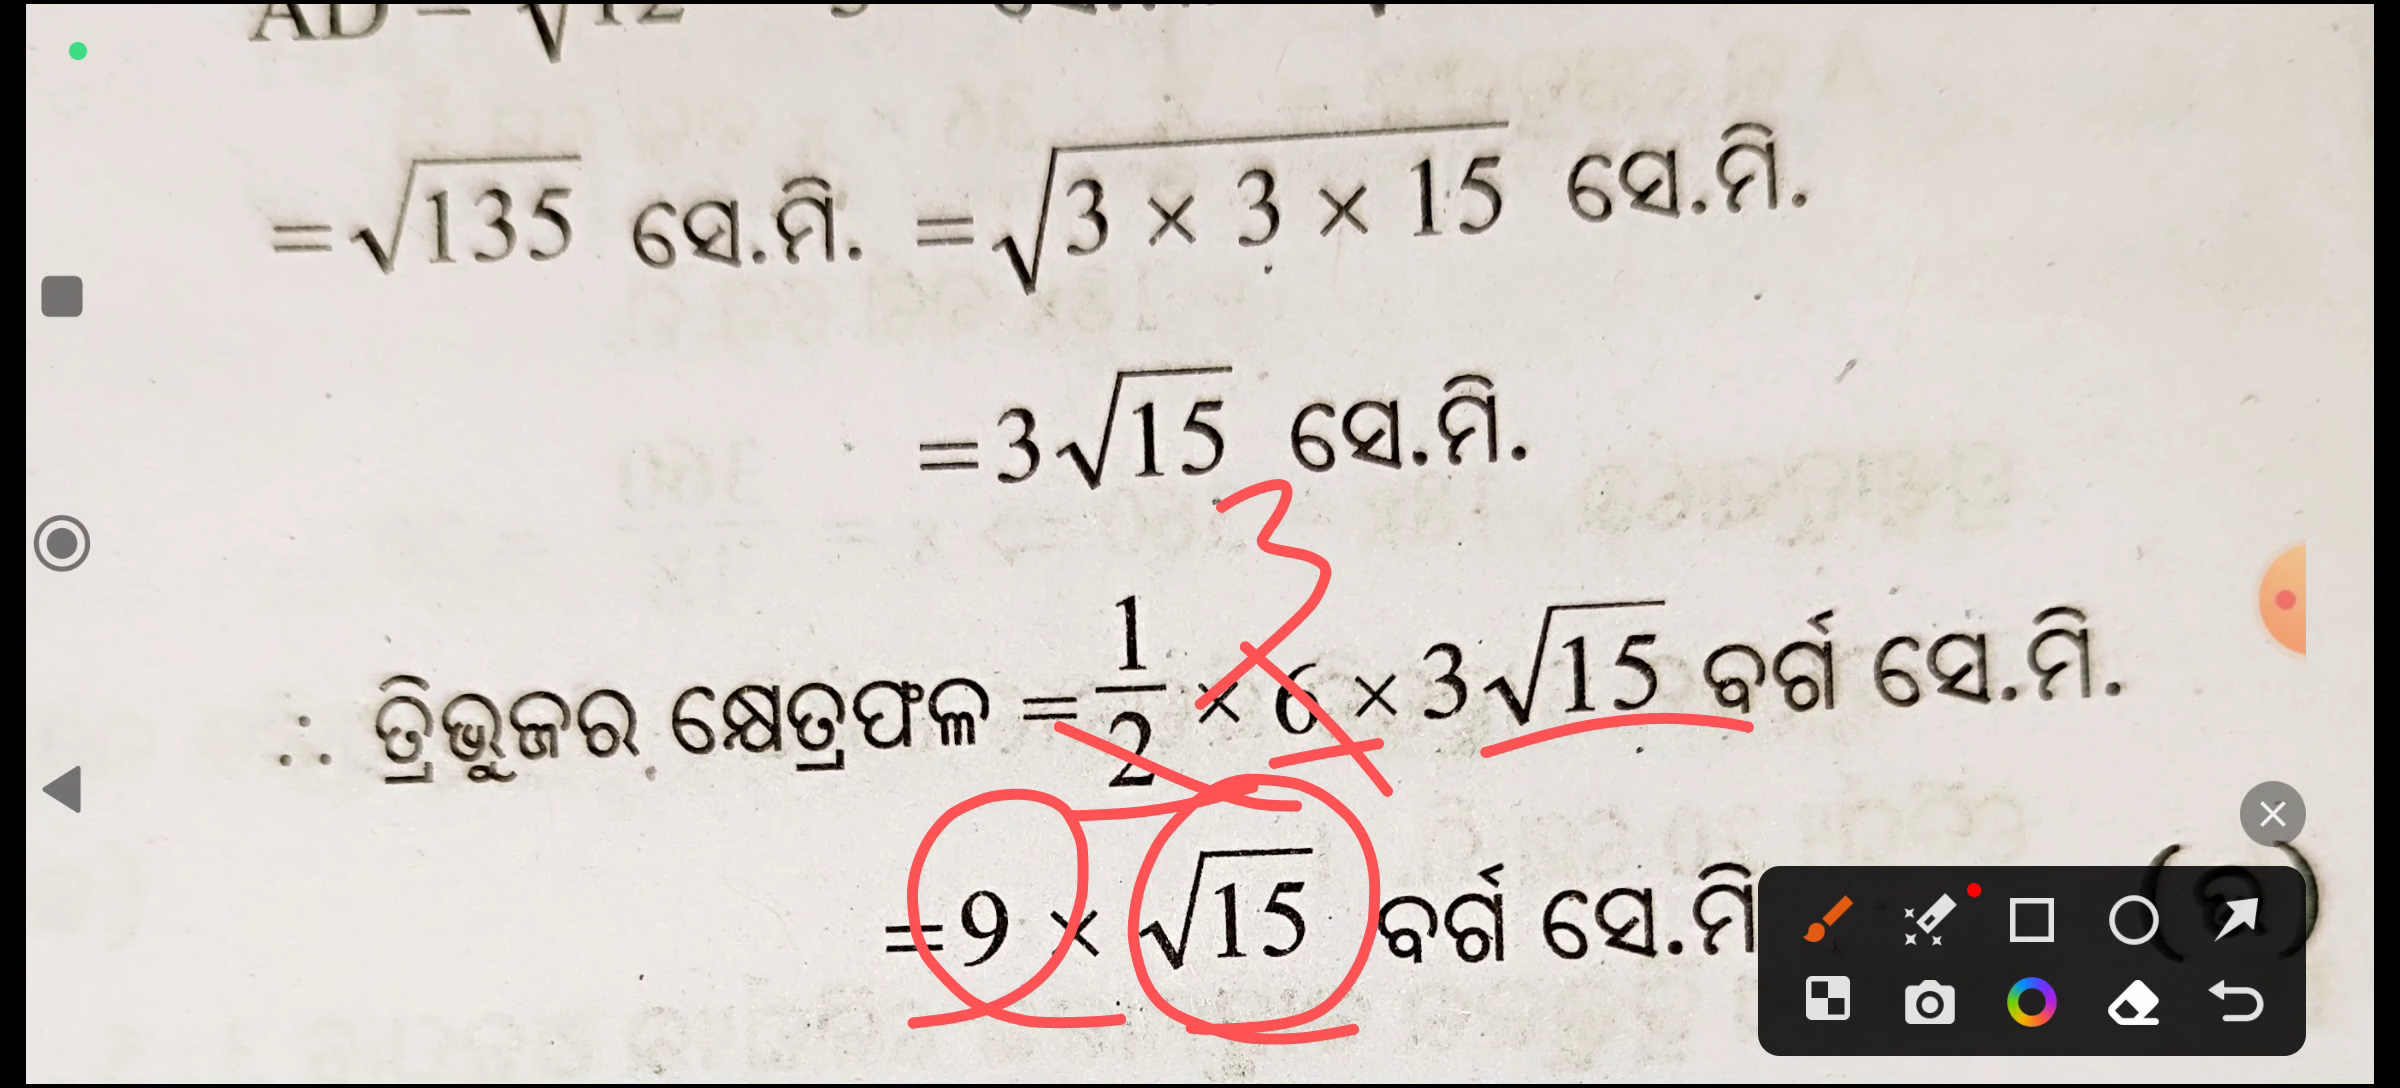 = √135 ସେ.ମି. = √3 × 3 × 15 ସେ.ମି.
= 3√15 ସେ.ମି.
3
∴ ତ୍ରିଭୁଜର କ୍ଷେତ୍ରଫଳ = 1/2 × 6 × 3√15 ବର୍ଗ ସେ.ମି.
= 9 × √15 ବର୍ଗ ସେ.ମି